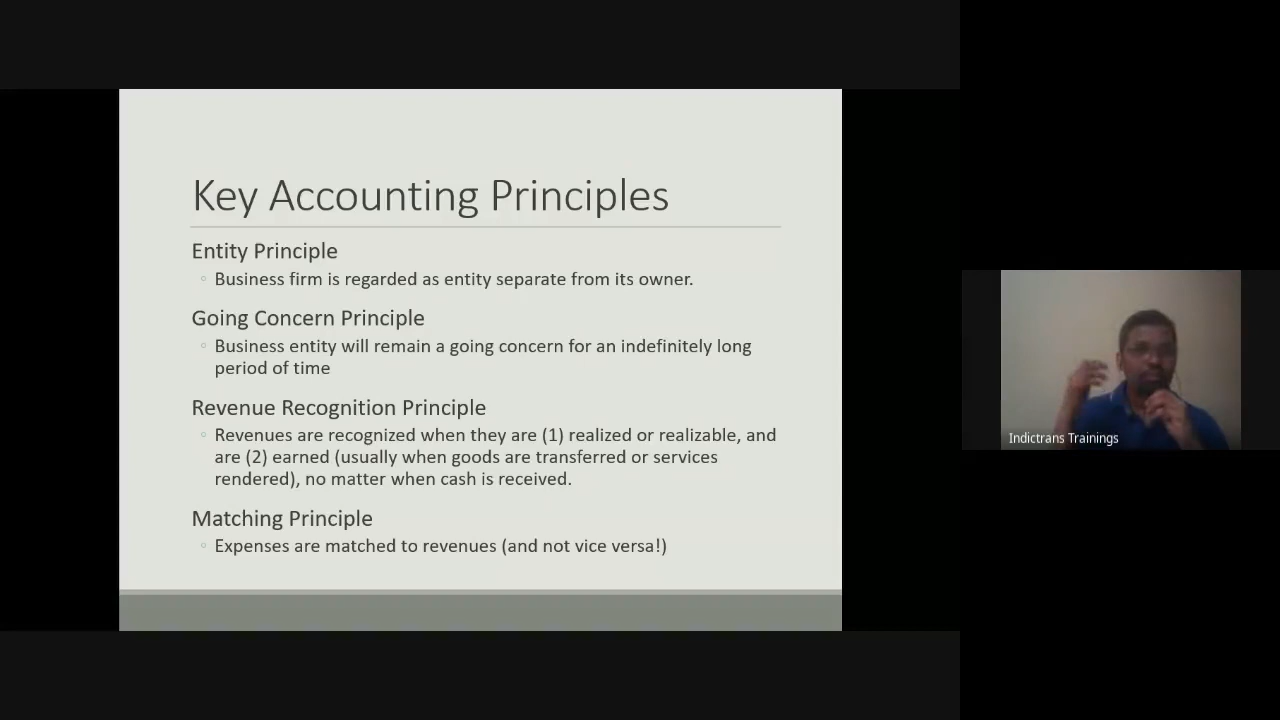 Key Accounting Principles
Entity Principle
◦ Business firm is regarded as entity separate from its owner.
Going Concern Principle
◦ Business entity will remain a going concern for an indefinitely long
period of time
Revenue Recognition Principle
◦ Revenues are recognized when they are (1) realized or realizable, and
are (2) earned (usually when goods are transferred or services
rendered), no matter when cash is received.
Matching Principle
◦ Expenses are matched to revenues (and not vice versa!)
Indictrans Trainings